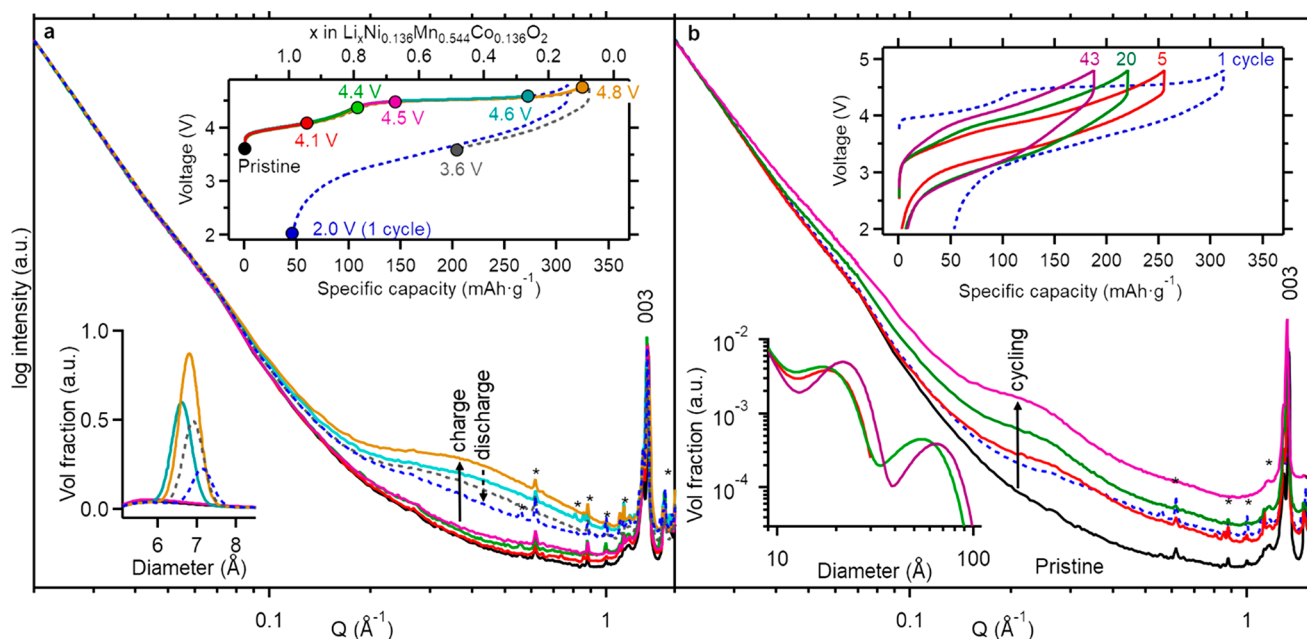 a
x in LixNi0.136Mn0.544Co0.136O2
1.0 0.8 0.6 0.4 0.2 0.0
4.4 V
4.8 V
4
4.1 V
4.5 V
4.6 V
Pristine
3
3.6 V
2.0 V (1 cycle)
2
Voltage (V)
0 50 100 150 200 250 300 350
Specific capacity (mAh·g-1)
log intensity (a.u.)
003
1.0
0.5
0.0
Vol fraction (a.u.)
6 7 8
Diameter (Å)
charge
discharge
* * * * * *
0.1 1
Q (Å-1)
b
43 20 5 1 cycle
5
4
3
2
Voltage (V)
0 50 100 150 200 250 300 350
Specific capacity (mAh·g-1)
003
10-2
10-3
10-4
Vol fraction (a.u.)
10 100
Diameter (Å)
cycling
Pristine
* * * *
0.1 1
Q (Å-1)